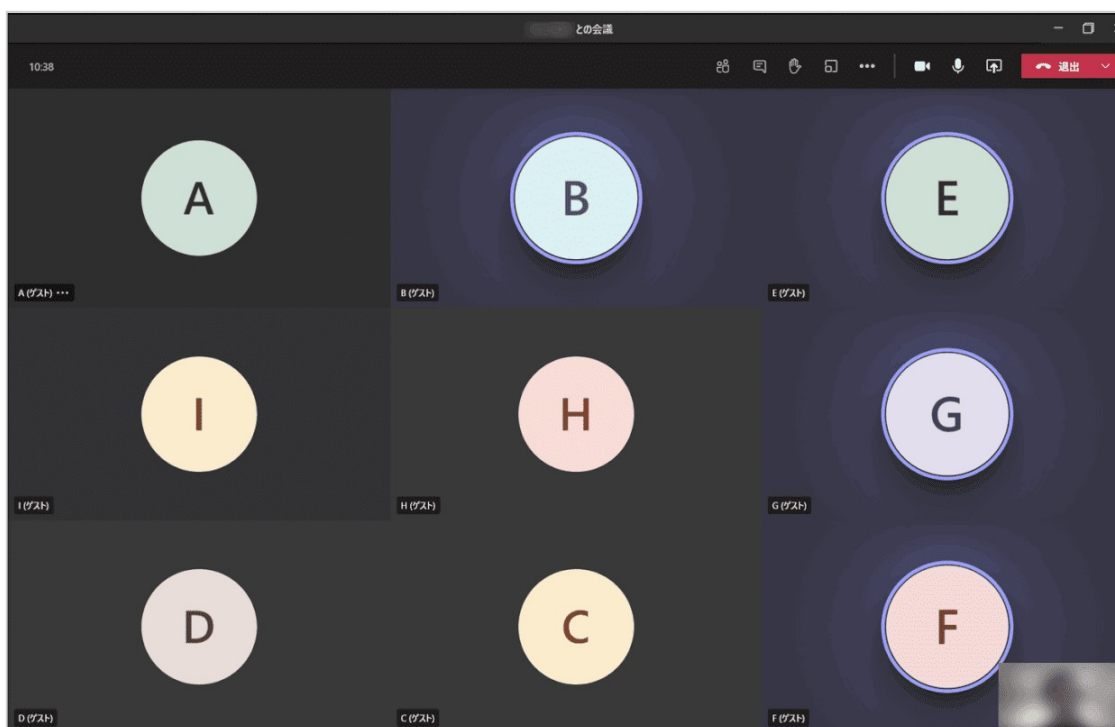 との会議
10:38
退出
A
B
E
A (ゲスト)
B (ゲスト)
E (ゲスト)
I
H
G
I (ゲスト)
H (ゲスト)
G (ゲスト)
D
C
F
D (ゲスト)
C (ゲスト)
F (ゲスト)